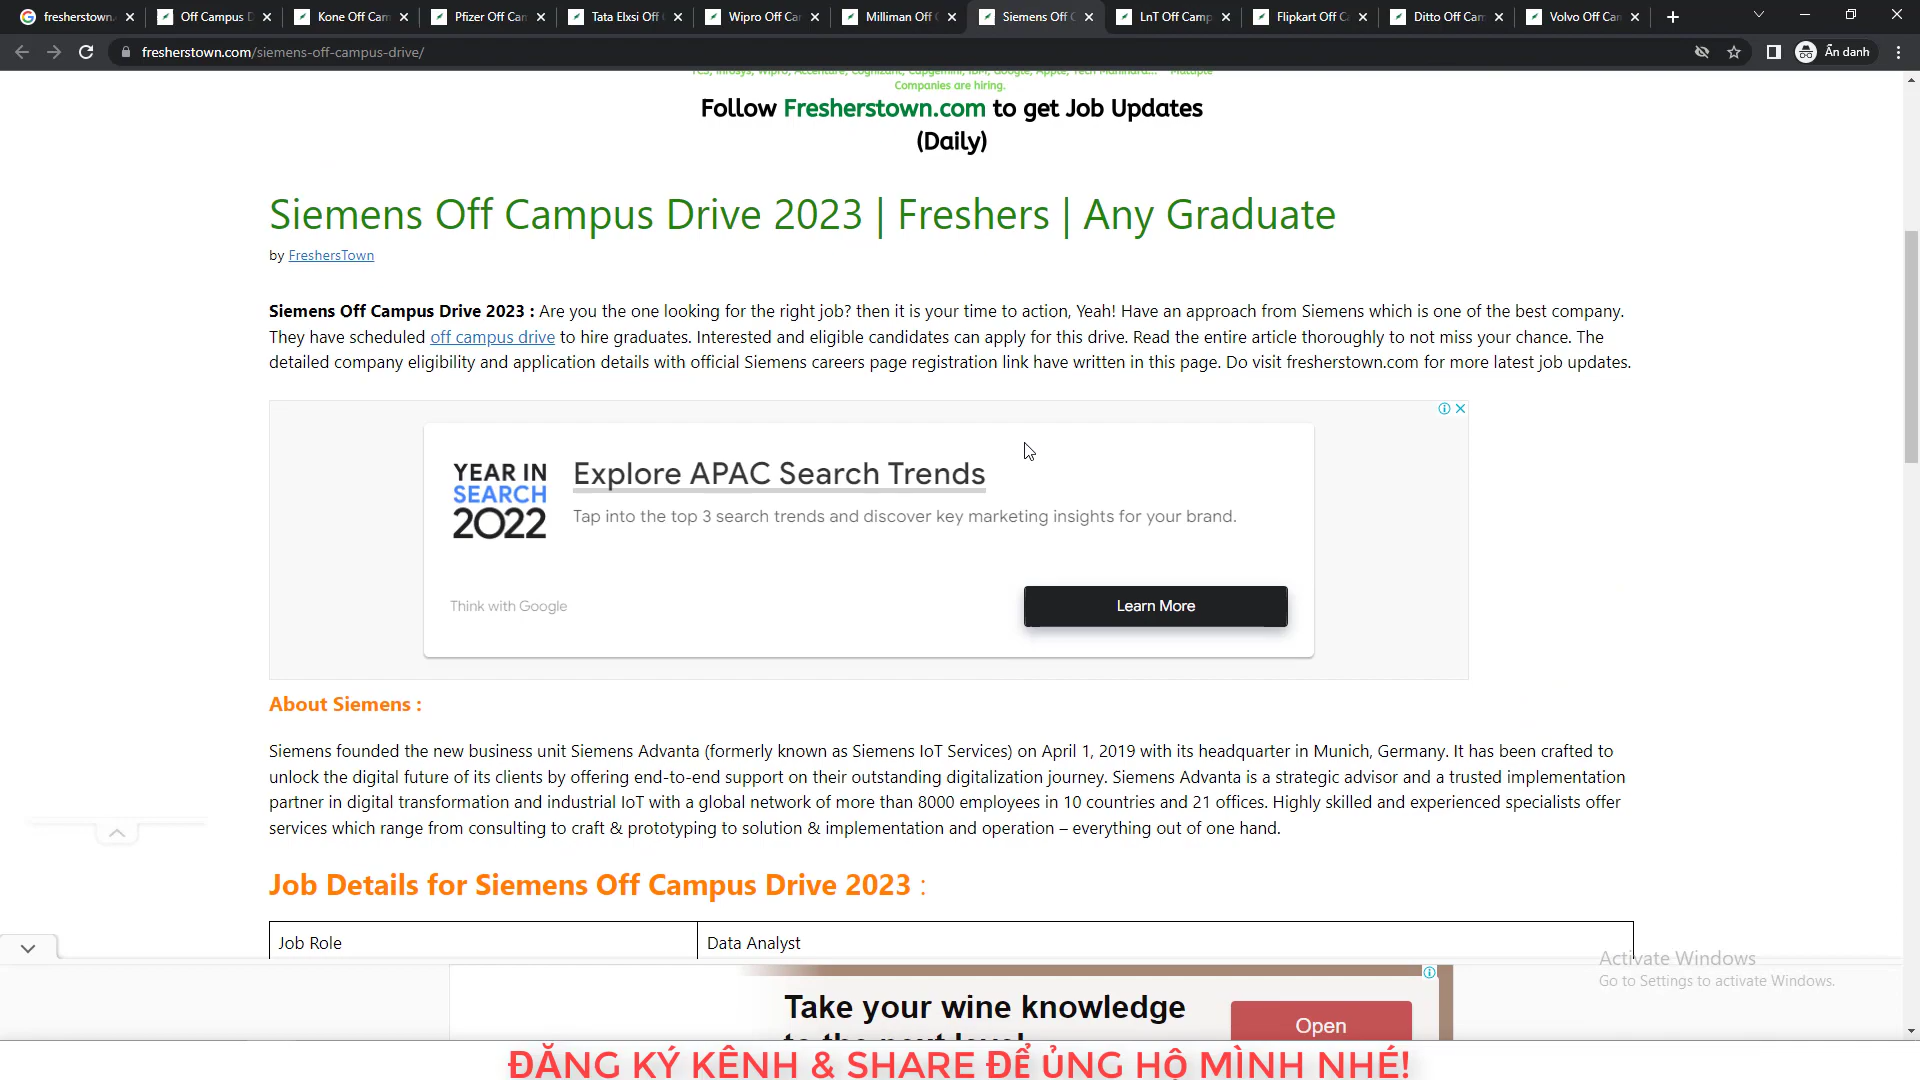 freshertown.
Off Campus D
Kone Off Cam
Pfizer Off Can
Tata Elxsi Off
Wipro Off Car
Milliman Off
Siemens Off C
LnT Off Camp
Flipkart Off Ca
Ditto Off Cam
Volvo Off Can
fresherstown.com/siemens-off-campus-drive/
Ẩn danh
TCS, Infosys, Wipro, Accenture, Cognizant, Capgemini, IBM, Google, Apple, Tech Mahindra...
Companies are hiring.
Follow Fresherstown.com to get Job Updates
(Daily)
Siemens Off Campus Drive 2023 | Freshers | Any Graduate
by FreshersTown
Siemens Off Campus Drive 2023 : Are you the one looking for the right job? then it is your time to action, Yeah! Have an approach from Siemens which is one of the best company.
They have scheduled off campus drive to hire graduates. Interested and eligible candidates can apply for this drive. Read the entire article thoroughly to not miss your chance. The
detailed company eligibility and application details with official Siemens careers page registration link have written in this page. Do visit fresherstown.com for more latest job updates.
YEAR IN
SEARCH
2022
Explore APAC Search Trends
Tap into the top 3 search trends and discover key marketing insights for your brand.
Think with Google
Learn More
About Siemens :
Siemens founded the new business unit Siemens Advanta (formerly known as Siemens IoT Services) on April 1, 2019 with its headquarter in Munich, Germany. It has been crafted to
unlock the digital future of its clients by offering end-to-end support on their outstanding digitalization journey. Siemens Advanta is a strategic advisor and a trusted implementation
partner in digital transformation and industrial IoT with a global network of more than 8000 employees in 10 countries and 21 offices. Highly skilled and experienced specialists offer
services which range from consulting to craft & prototyping to solution & implementation and operation – everything out of one hand.
Job Details for Siemens Off Campus Drive 2023 :
Job Role
Data Analyst
Activate Windows
Go to Settings to activate Windows.
Take your wine knowledge
to the next level
Open
ĐĂNG KÝ KÊNH & SHARE ĐỂ ỦNG HỘ MÌNH NHÉ!